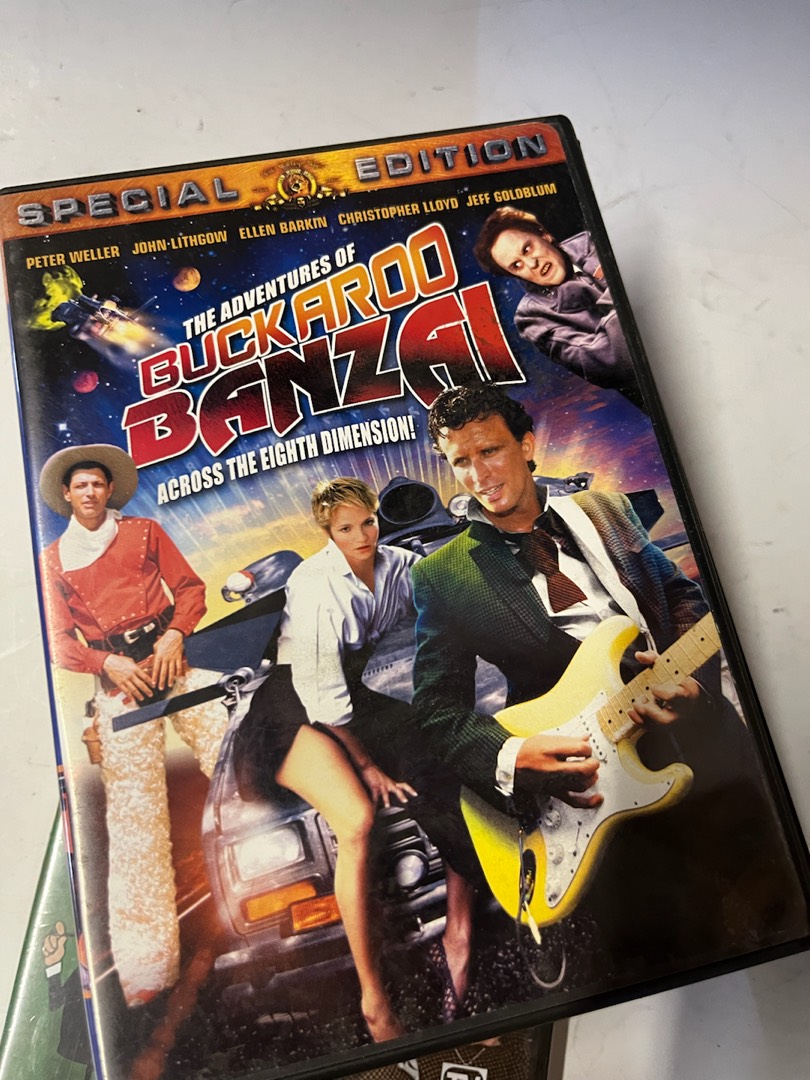 SPECIAL EDITION
PETER WELLER JOHN LITHGOW ELLEN BARKIN CHRISTOPHER LLOYD JEFF GOLDBLUM
THE ADVENTURES OF
BUCKAROO
BANZAI
ACROSS THE EIGHTH DIMENSION!